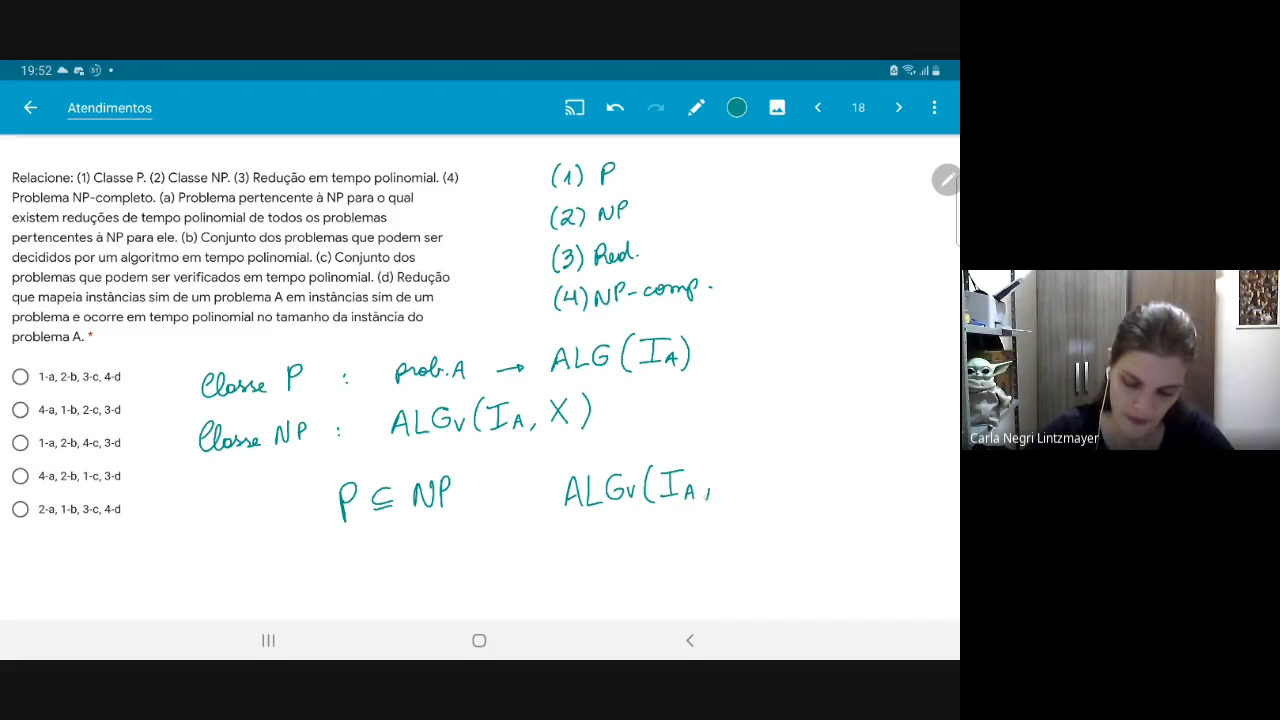 19:52
Atendimentos
18
Relacione: (1) Classe P. (2) Classe NP. (3) Redução em tempo polinomial. (4)
Problema NP-completo. (a) Problema pertencente à NP para o qual
existem reduções de tempo polinomial de todos os problemas
pertencentes à NP para ele. (b) Conjunto dos problemas que podem ser
decididos por um algoritmo em tempo polinomial. (c) Conjunto dos
problemas que podem ser verificados em tempo polinomial. (d) Redução
que mapeia instâncias sim de um problema A em instâncias sim de um
problema e ocorre em tempo polinomial no tamanho da instância do
problema A. *
(1) P
(2) NP
(3) Red.
(4) NP-comp.
1-a, 2-b, 3-c, 4-d
4-a, 1-b, 2-c, 3-d
1-a, 2-b, 4-c, 3-d
4-a, 2-b, 1-c, 3-d
2-a, 1-b, 3-c, 4-d
Classe P : prob. A → ALG(IA)
Classe NP : ALGv(IA, X)
P ⊆ NP ALGv(IA,
Carla Negri Lintzmayer